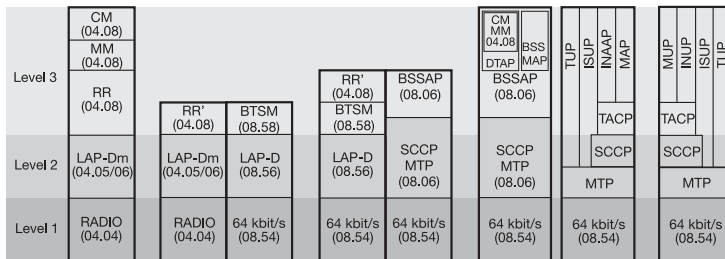 CM
(04.08)
MM
(04.08)
Level 3
RR
(04.08)
Level 2
LAP-Dm
(04.05/06)
Level 1
RADIO
(04.04)
RR'
(04.08)
LAP-Dm
(04.05/06)
RADIO
(04.04)
BTSM
(08.58)
LAP-D
(08.56)
64 kbit/s
(08.54)
RR'
(04.08)
BTSM
(08.58)
LAP-D
(08.56)
64 kbit/s
(08.54)
BSSAP
(08.06)
SCCP
MTP
(08.06)
64 kbit/s
(08.54)
CM
MM
04.08
DTAP
BSS
MAP
BSSAP
(08.06)
SCCP
MTP
(08.06)
64 kbit/s
(08.54)
TUP
ISUP
INAAP
MAP
TACP
SCCP
MTP
64 kbit/s
(08.54)
MUP
INUP
ISUP
TUP
TACP
SCCP
MTP
64 kbit/s
(08.54)